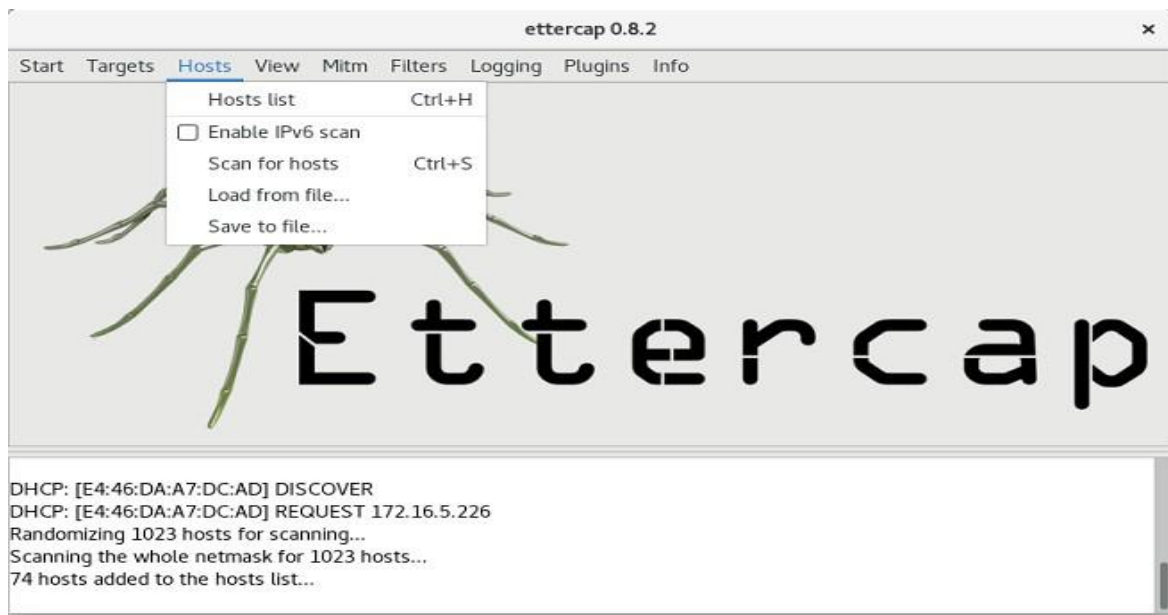 ettercap 0.8.2 ×
Start Targets Hosts View Mitm Filters Logging Plugins Info
Hosts list Ctrl+H
Enable IPv6 scan
Scan for hosts Ctrl+S
Load from file...
Save to file...
Ettercap
DHCP: [E4:46:DA:A7:DC:AD] DISCOVER
DHCP: [E4:46:DA:A7:DC:AD] REQUEST 172.16.5.226
Randomizing 1023 hosts for scanning...
Scanning the whole netmask for 1023 hosts...
74 hosts added to the hosts list...